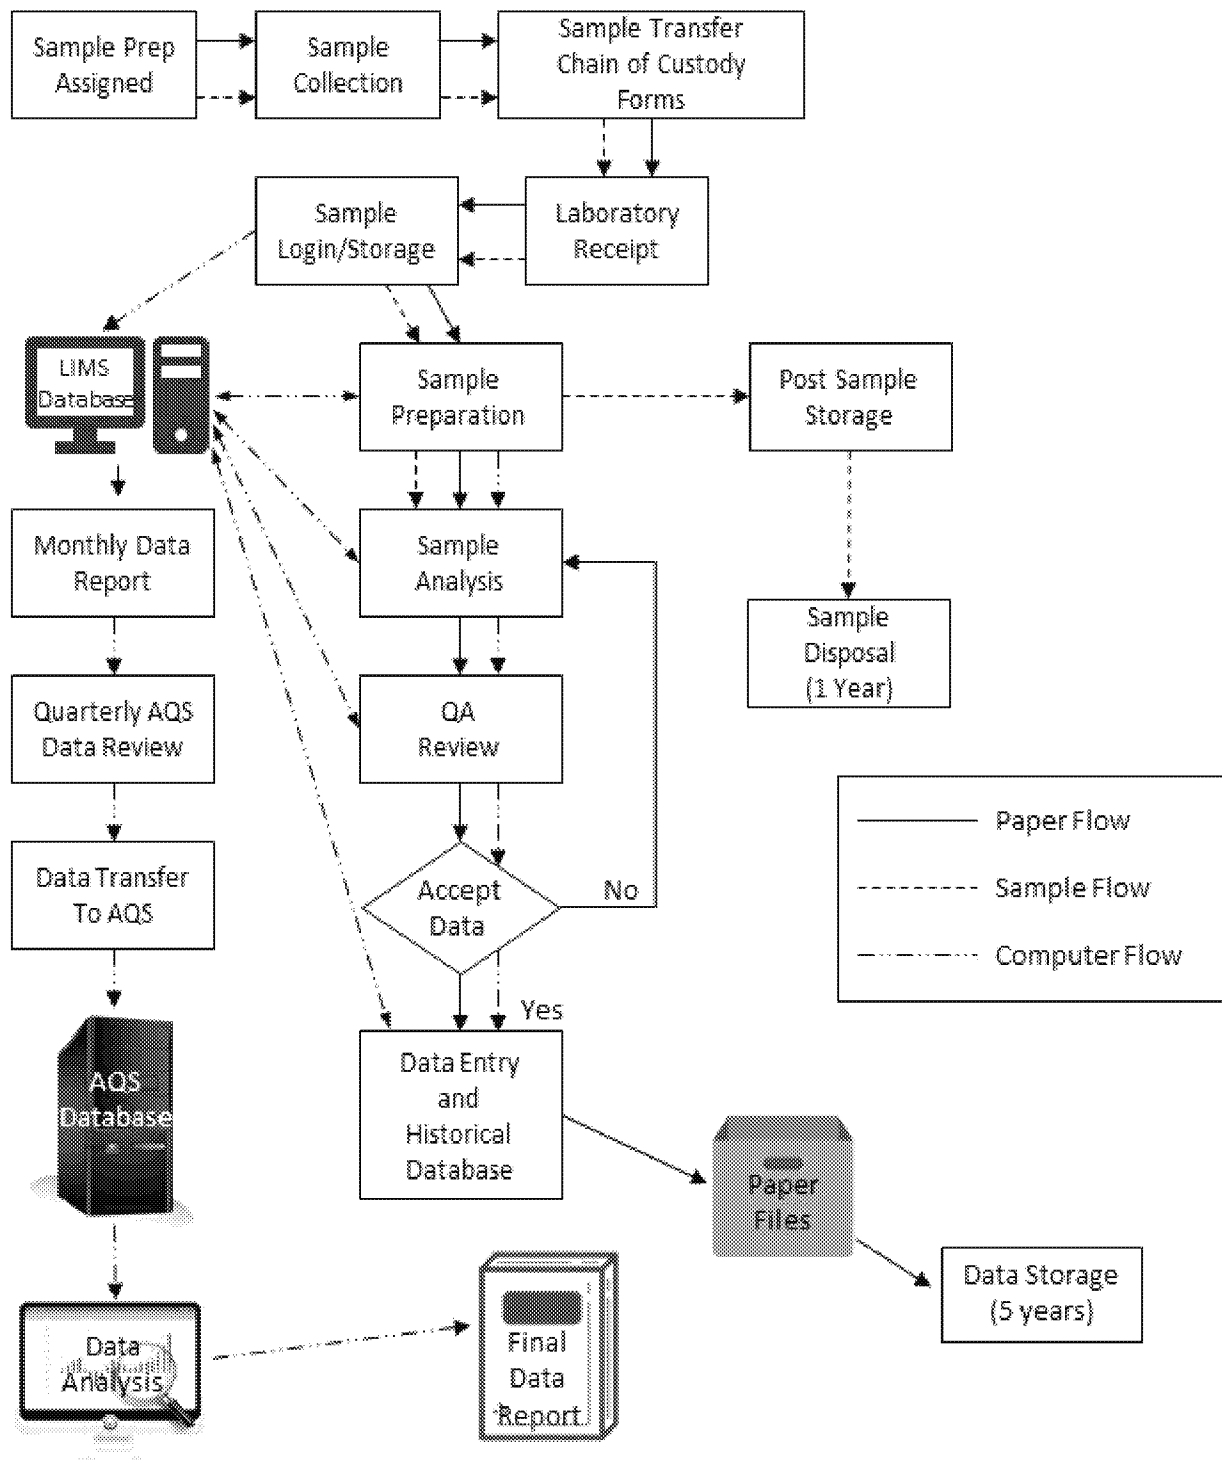 Sample Prep
Assigned
Sample
Collection
Sample Transfer
Chain of Custody
Forms
Sample
Login/Storage
Laboratory
Receipt
LIMS
Database
Sample
Preparation
Post Sample
Storage
Monthly Data
Report
Sample
Analysis
Sample
Disposal
(1 Year)
Quarterly AQS
Data Review
QA
Review
Paper Flow
Sample Flow
Computer Flow
Data Transfer
To AQS
Accept
Data
No
Yes
AQS
Database
Data Entry
and
Historical
Database
Paper
Files
Data Storage
(5 years)
Data
Analysis
Final
Data
Report